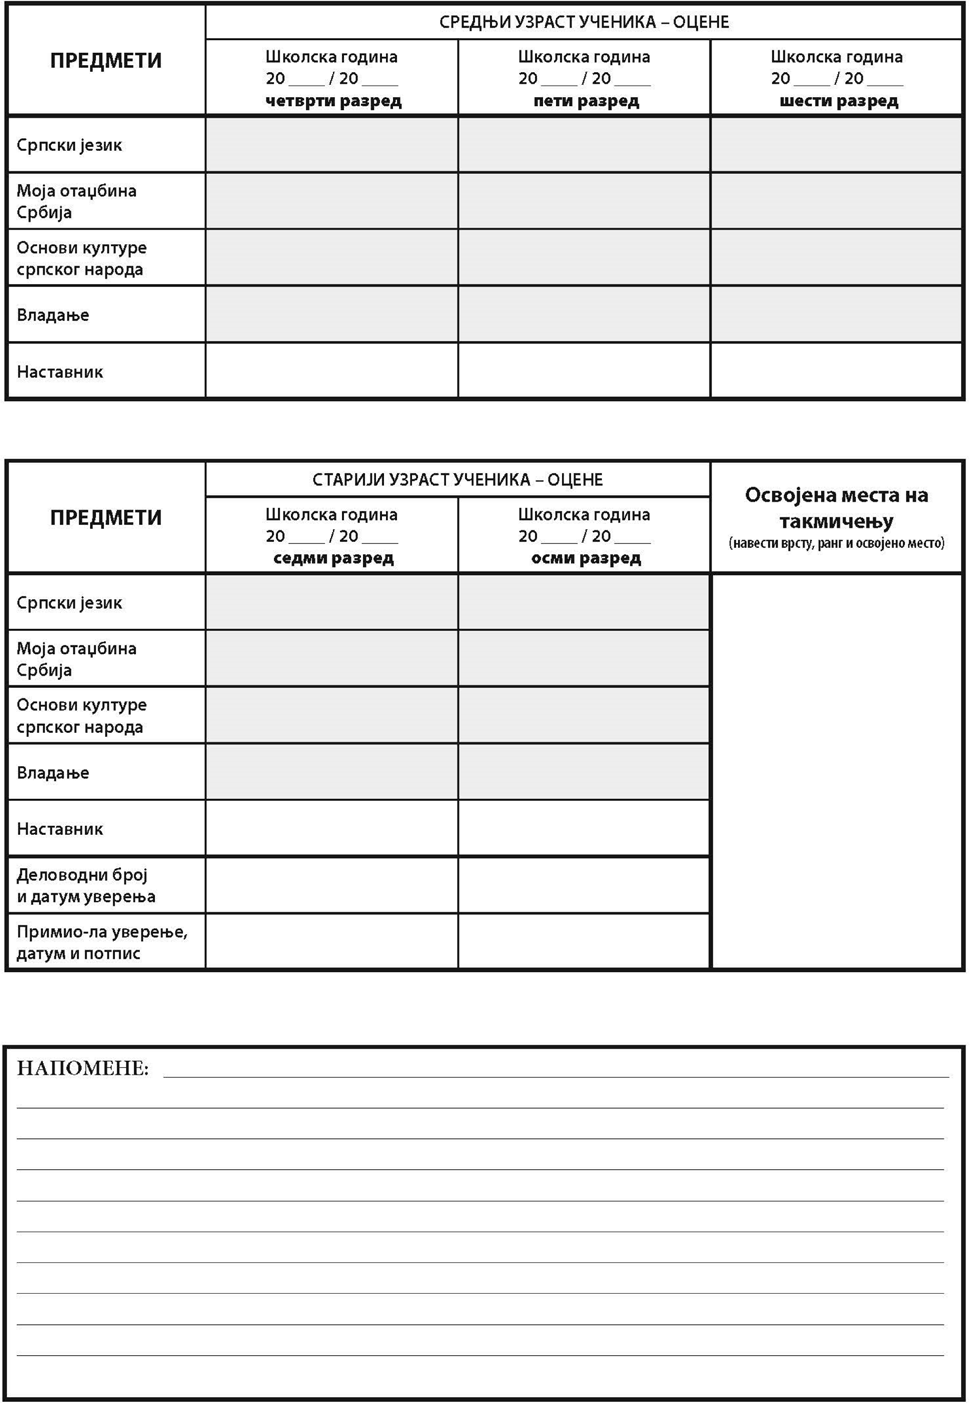 ПРЕДМЕТИ
СРЕДЊИ УЗРАСТ УЧЕНИКА – ОЦЕНЕ
Школска година
20 ____ / 20 ____
четврти разред
Школска година
20 ____ / 20 ____
пети разред
Школска година
20 ____ / 20 ____
шести разред
Српски језик
Моја отаџбина
Србија
Основи културе
српског народа
Владање
Наставник
ПРЕДМЕТИ
СТАРИЈИ УЗРАСТ УЧЕНИКА – ОЦЕНЕ
Школска година
20 ____ / 20 ____
седми разред
Школска година
20 ____ / 20 ____
осми разред
Освојена места на
такмичењу
(навести врсту, ранг и освојено место)
Српски језик
Моја отаџбина
Србија
Основи културе
српског народа
Владање
Наставник
Деловодни број
и датум уверења
Примио-ла уверење,
датум и потпис
НАПОМЕНЕ: